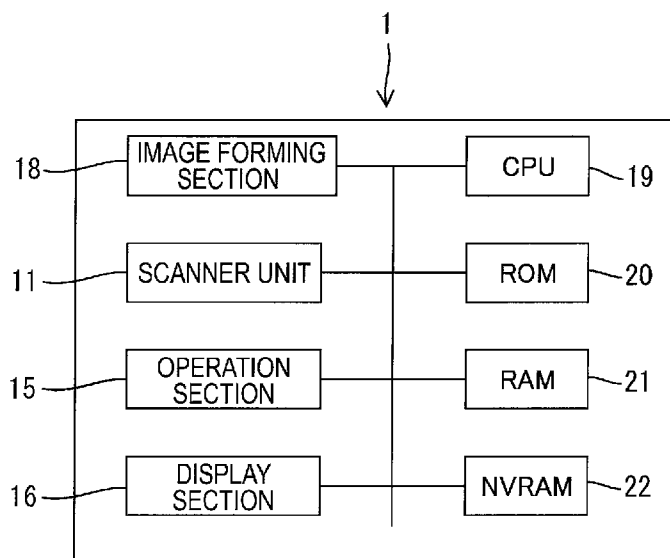 1
18
IMAGE FORMING
SECTION
CPU
19
11
SCANNER UNIT
ROM
20
15
OPERATION
SECTION
RAM
21
16
DISPLAY
SECTION
NVRAM
22